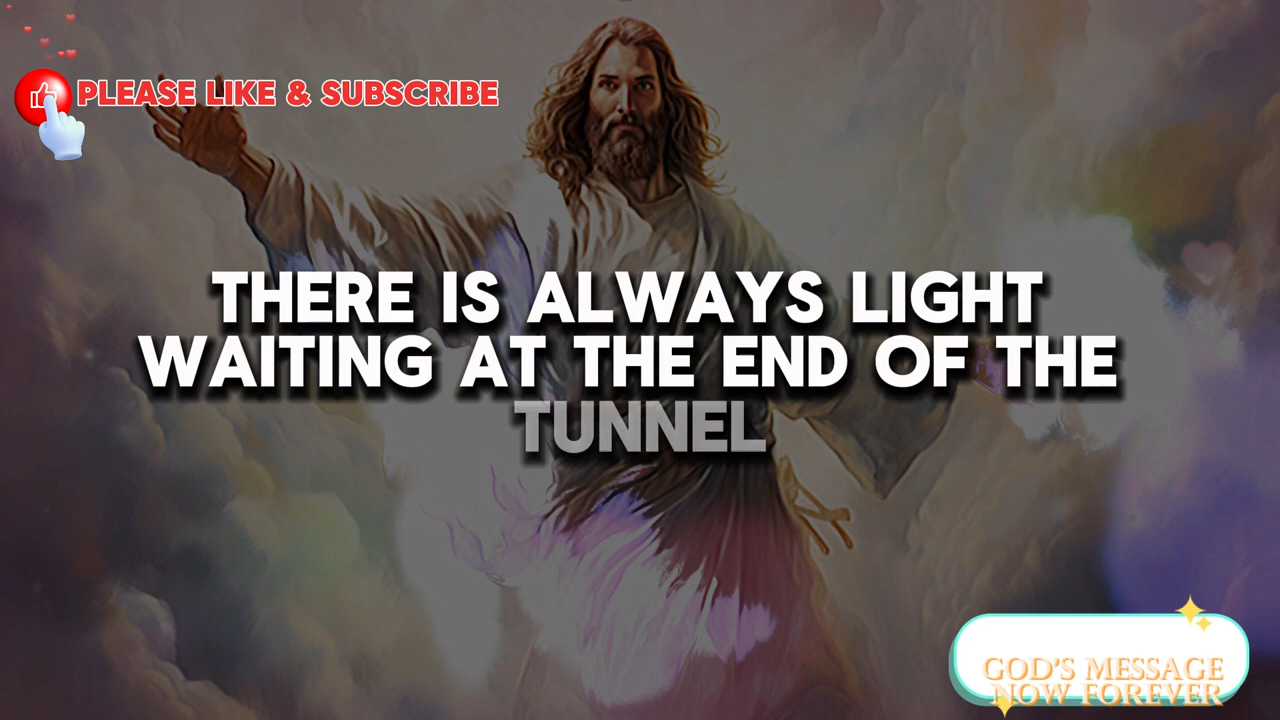 PLEASE LIKE & SUBSCRIBE
THERE IS ALWAYS LIGHT
WAITING AT THE END OF THE
TUNNEL
GOD'S MESSAGE
NOW FOREVER